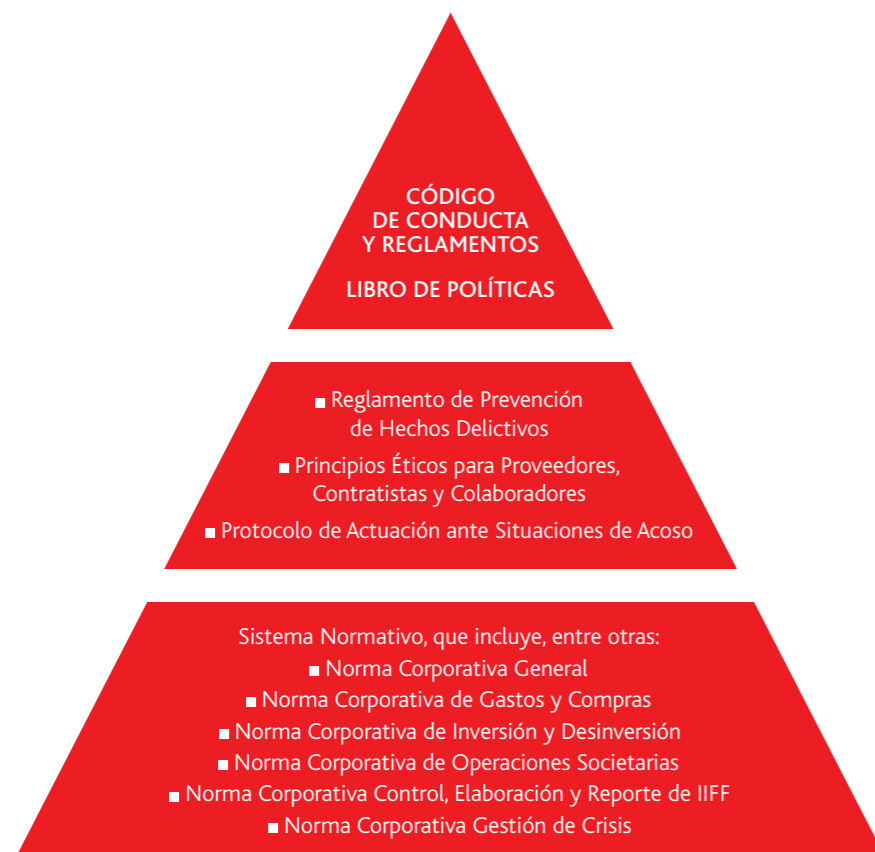 CÓDIGO
DE CONDUCTA
Y REGLAMENTOS
LIBRO DE POLÍTICAS
■ Reglamento de Prevención
de Hechos Delictivos
■ Principios Éticos para Proveedores,
Contratistas y Colaboradores
■ Protocolo de Actuación ante Situaciones de Acoso
Sistema Normativo, que incluye, entre otras:
■ Norma Corporativa General
■ Norma Corporativa de Gastos y Compras
■ Norma Corporativa de Inversión y Desinversión
■ Norma Corporativa de Operaciones Societarias
■ Norma Corporativa Control, Elaboración y Reporte de IIFF
■ Norma Corporativa Gestión de Crisis